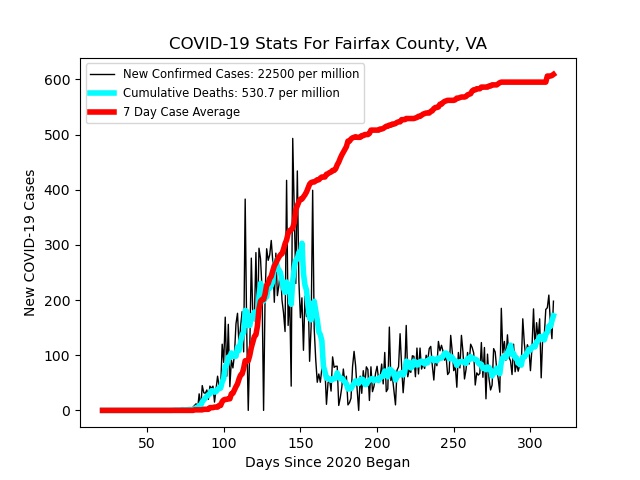 COVID-19 Stats For Fairfax County, VA
New Confirmed Cases: 22500 per million
Cumulative Deaths: 530.7 per million
7 Day Case Average
New COVID-19 Cases
600
500
400
300
200
100
0
50 100 150 200 250 300
Days Since 2020 Began